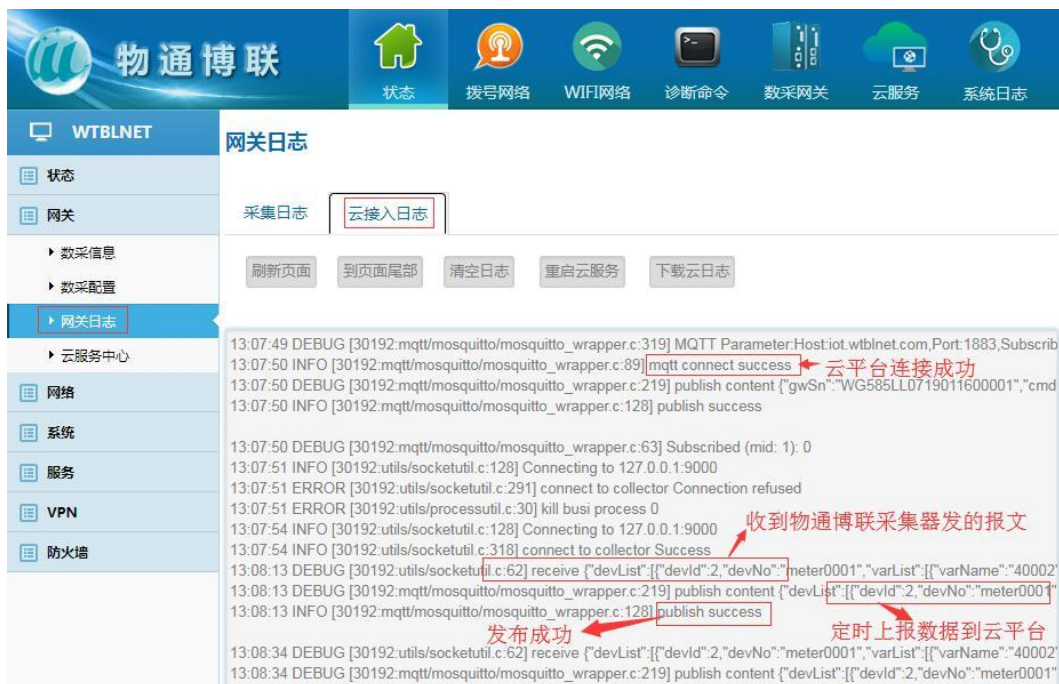 物通博联
状态 拨号网络 WIFI网络 诊断命令 数采网关 云服务 系统日志
WTBLNET
状态
网关
数采信息
数采配置
网关日志
云服务中心
网络
系统
服务
VPN
防火墙
网关日志
采集日志 云接入日志
刷新页面 到页面尾部 清空日志 重启云服务 下载云日志
13:07:49 DEBUG [30192:mqtt/mosquitto/mosquitto_wrapper.c:319] MQTT Parameter:Host:iot.wtblnet.com,Port:1883,Subscrib
13:07:50 INFO [30192:mqtt/mosquitto/mosquitto_wrapper.c:89] mqtt connect success 云平台连接成功
13:07:50 DEBUG [30192:mqtt/mosquitto/mosquitto_wrapper.c:219] publish content {"gwSn":"WG585LL0719011600001","cmd
13:07:50 INFO [30192:mqtt/mosquitto/mosquitto_wrapper.c:128] publish success
13:07:50 DEBUG [30192:mqtt/mosquitto/mosquitto_wrapper.c:63] Subscribed (mid: 1): 0
13:07:51 INFO [30192:utils/socketutil.c:128] Connecting to 127.0.0.1:9000
13:07:51 ERROR [30192:utils/socketutil.c:291] connect to collector Connection refused
13:07:51 ERROR [30192:utils/processutil.c:30] kill busi process 0
收到物通博联采集器发的报文
13:07:54 INFO [30192:utils/socketutil.c:128] Connecting to 127.0.0.1:9000
13:07:54 INFO [30192:utils/socketutil.c:318] connect to collector Success
13:08:13 DEBUG [30192:utils/socketutil.c:62] receive {"devList":[{"devId":2,"devNo":"meter0001","varList":[{"varName":"40002"
13:08:13 DEBUG [30192:mqtt/mosquitto/mosquitto_wrapper.c:219] publish content {"devList":[{"devId":2,"devNo":"meter0001"
13:08:13 INFO [30192:mqtt/mosquitto/mosquitto_wrapper.c:128] publish success
发布成功 定时上报数据到云平台
13:08:34 DEBUG [30192:utils/socketutil.c:62] receive {"devList":[{"devId":2,"devNo":"meter0001","varList":[{"varName":"40002"
13:08:34 DEBUG [30192:mqtt/mosquitto/mosquitto_wrapper.c:219] publish content {"devList":[{"devId":2,"devNo":"meter0001"